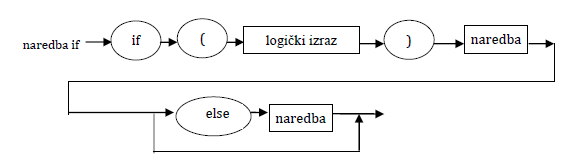 naredba if if ( logički izraz ) naredba
else naredba